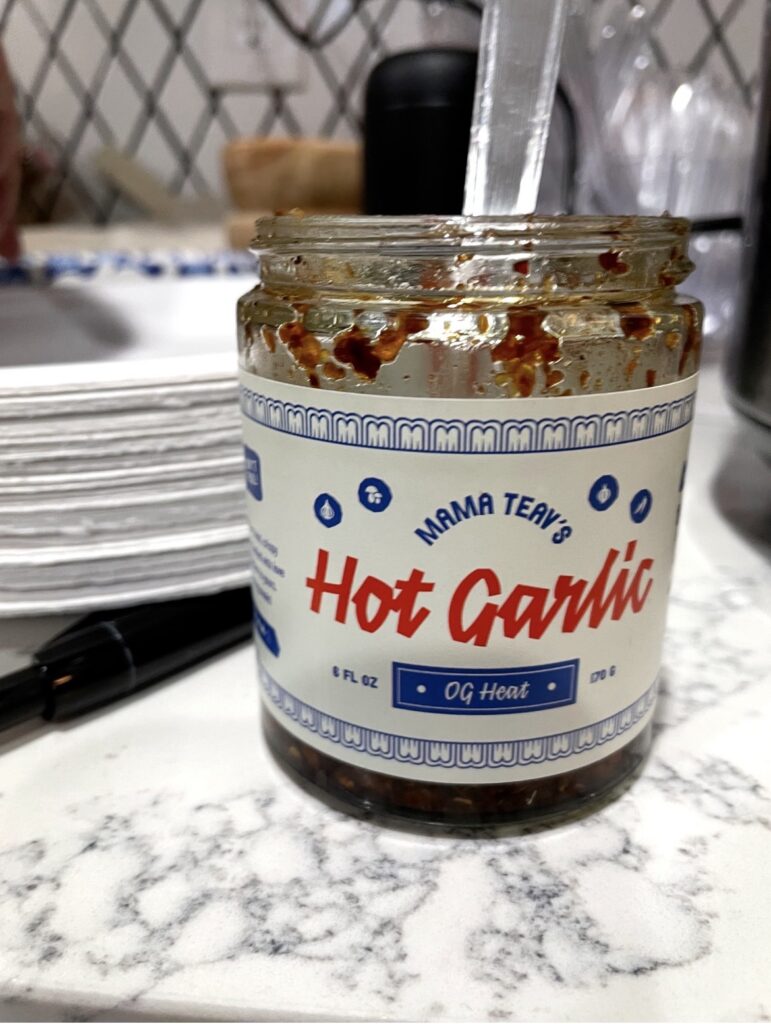 MAMA TEAV'S
Hot Garlic
6 FL OZ
OG Heat
170 G